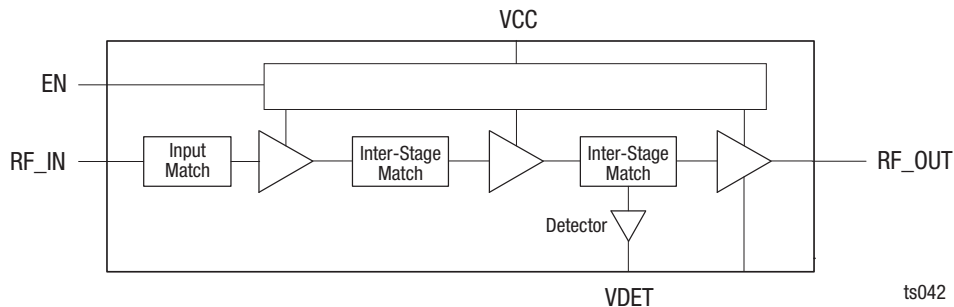 VCC
EN
RF_IN
Input
Match
Inter-Stage
Match
Inter-Stage
Match
RF_OUT
Detector
VDET
ts042